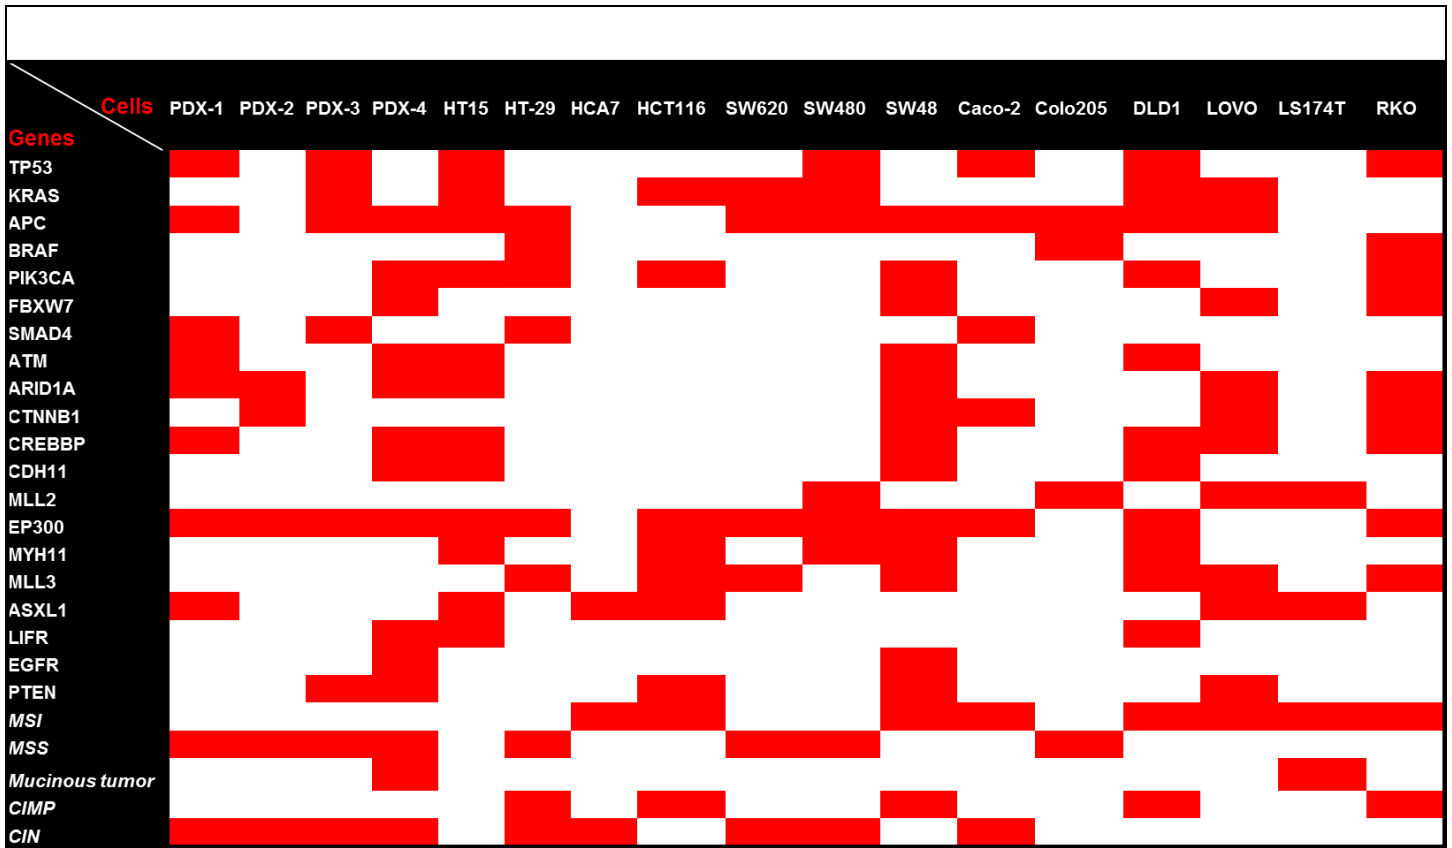 Cells PDX-1 PDX-2 PDX-3 PDX-4 HT15 HT-29 HCA7 HCT116 SW620 SW480 SW48 Caco-2 Colo205 DLD1 LOVO LS174T RKO
Genes
TP53
KRAS
APC
BRAF
PIK3CA
FBXW7
SMAD4
ATM
ARID1A
CTNNB1
CREBBP
CDH11
MLL2
EP300
MYH11
MLL3
ASXL1
LIFR
EGFR
PTEN
MSI
MSS
Mucinous tumor
CIMP
CIN